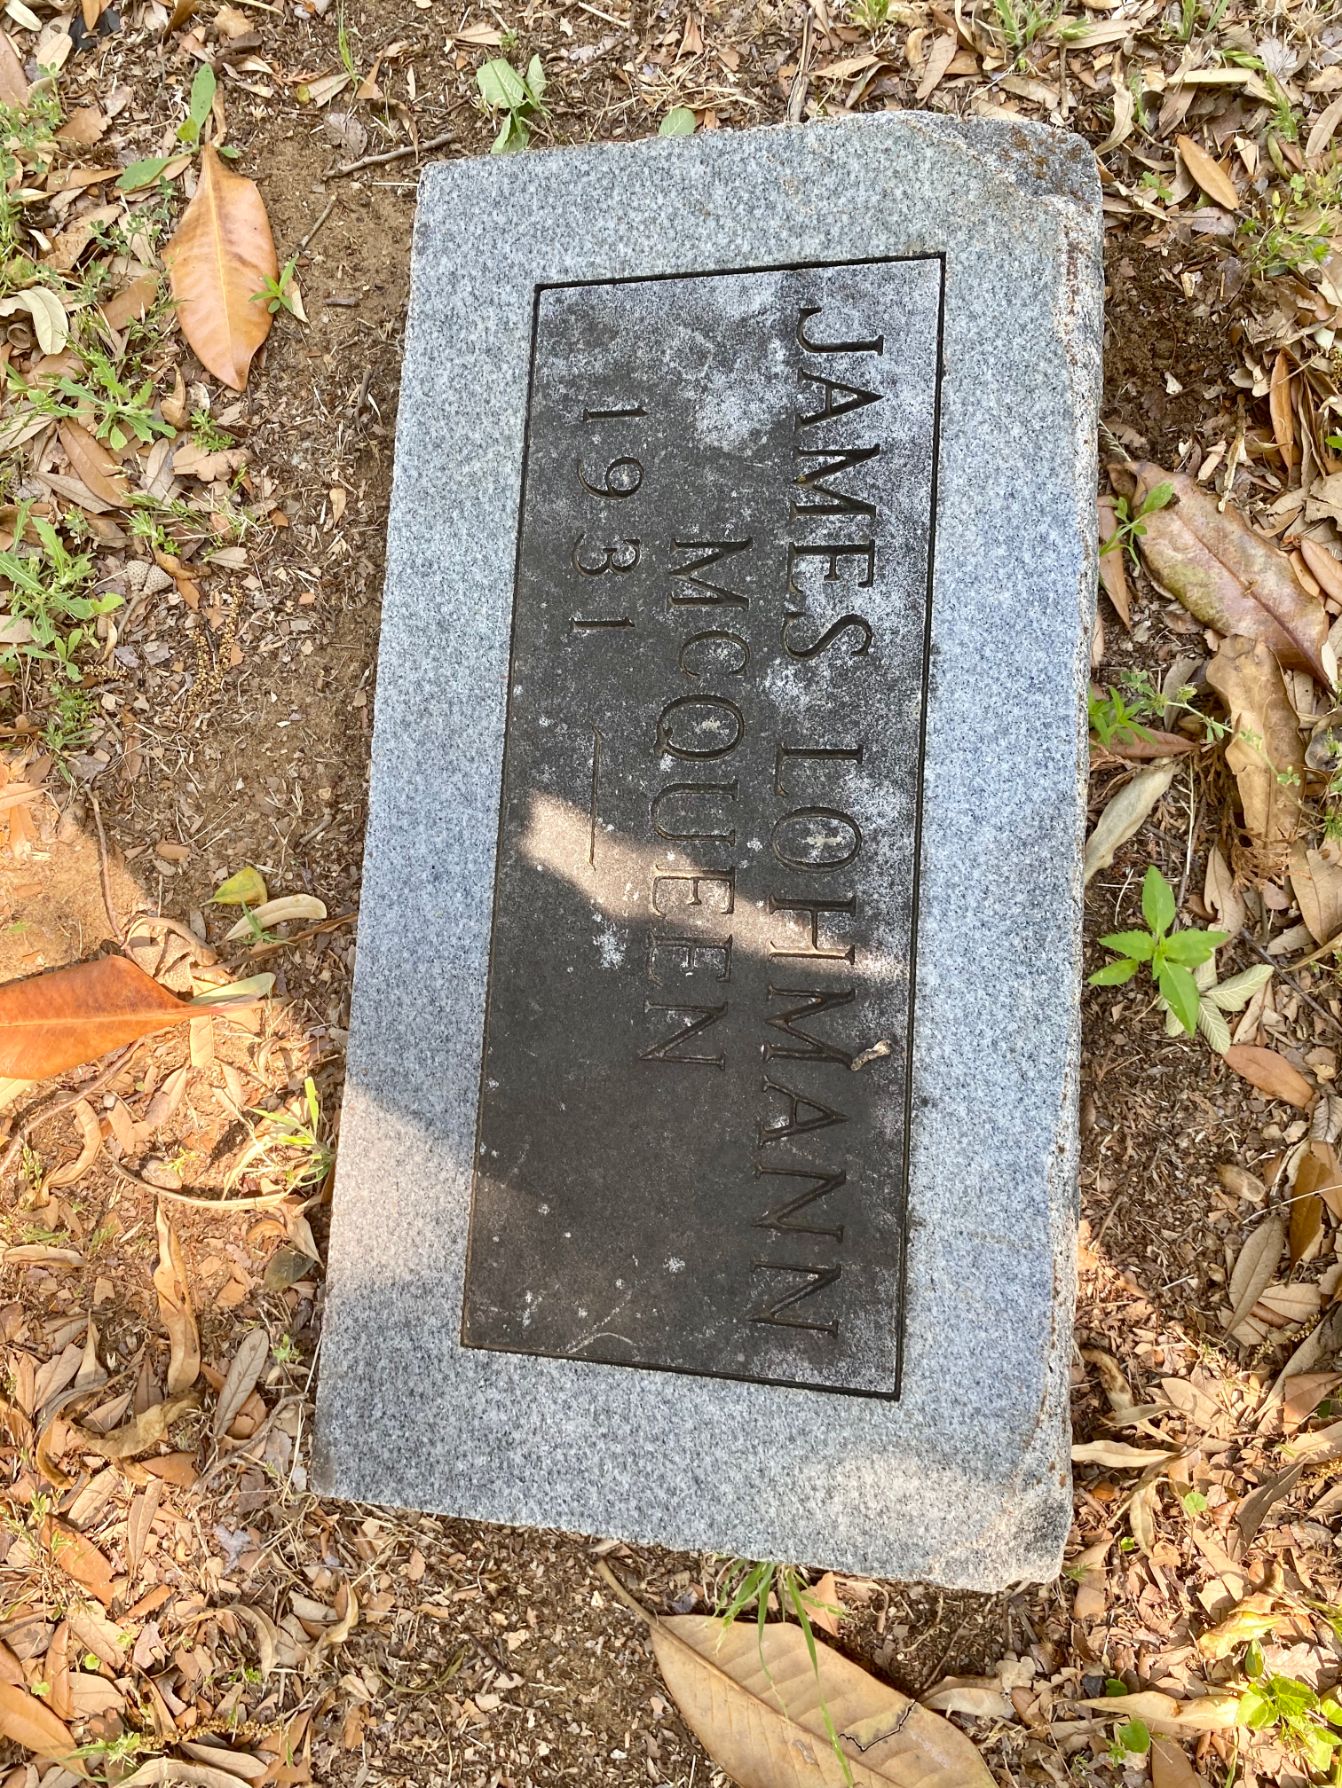 JAMES LOHMANN
MCQUEEN
1931 —